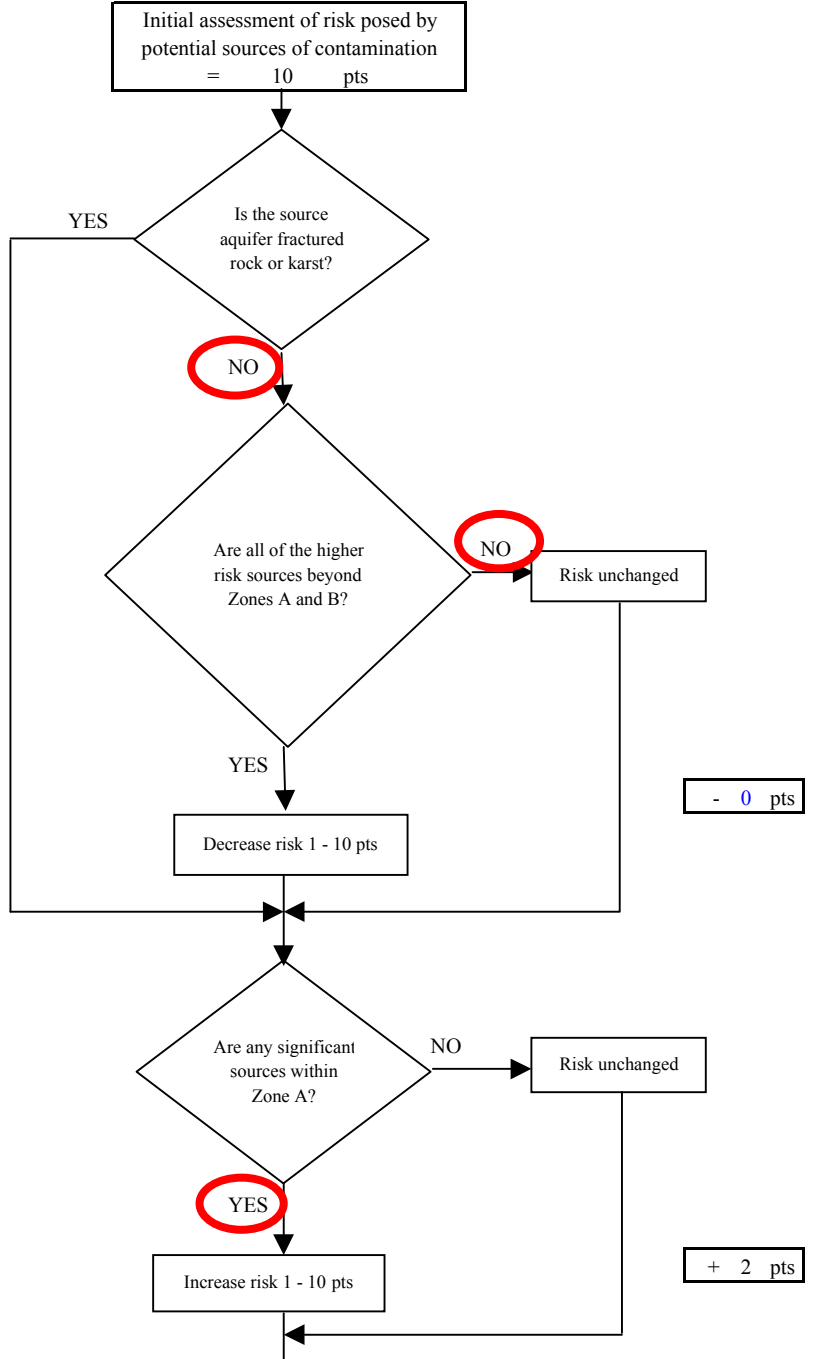 Initial assessment of risk posed by
potential sources of contamination
= 10 pts
YES
Is the source
aquifer fractured
rock or karst?
NO
Are all of the higher
risk sources beyond
Zones A and B?
NO
Risk unchanged
YES
- 0 pts
Decrease risk 1 - 10 pts
Are any significant
sources within
Zone A?
NO
Risk unchanged
YES
+ 2 pts
Increase risk 1 - 10 pts